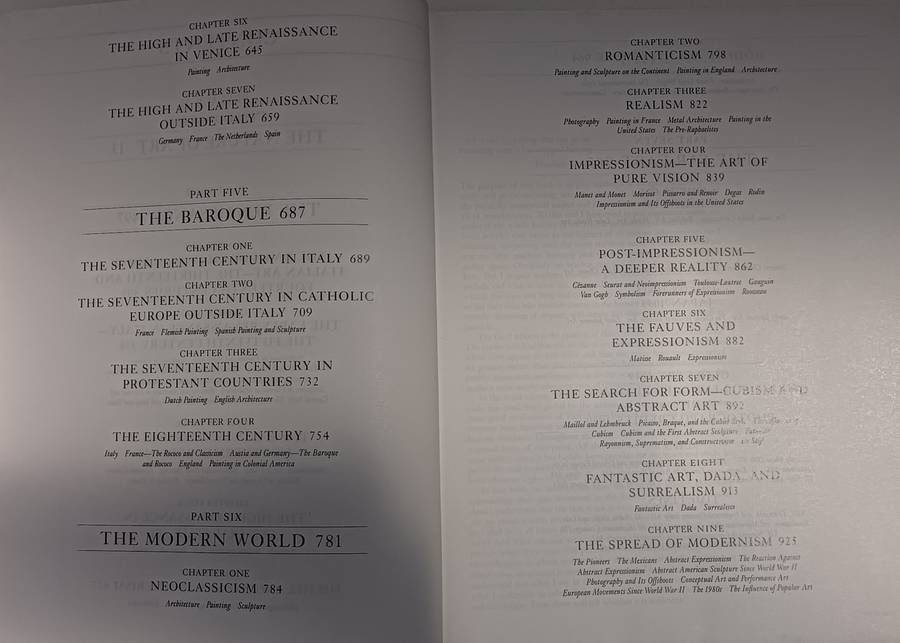 CHAPTER SIX
THE HIGH AND LATE RENAISSANCE
IN VENICE 645
Painting Architecture
CHAPTER SEVEN
THE HIGH AND LATE RENAISSANCE
OUTSIDE ITALY 659
Germany France The Netherlands Spain
PART FIVE
THE BAROQUE 687
CHAPTER ONE
THE SEVENTEENTH CENTURY IN ITALY 689
CHAPTER TWO
THE SEVENTEENTH CENTURY IN CATHOLIC
EUROPE OUTSIDE ITALY 709
France Flemish Painting Spanish Painting and Sculpture
CHAPTER THREE
THE SEVENTEENTH CENTURY IN
PROTESTANT COUNTRIES 732
Dutch Painting English Architecture
CHAPTER FOUR
THE EIGHTEENTH CENTURY 754
Italy France—The Rococo and Classicism Austia and Germany—The Baroque
and Rococo England Painting in Colonial America
PART SIX
THE MODERN WORLD 781
CHAPTER ONE
NEOCLASSICISM 784
Architecture Painting Sculpture
CHAPTER TWO
ROMANTICISM 798
Painting and Sculpture on the Continent Painting in England Architecture
CHAPTER THREE
REALISM 822
Photography Painting in France Metal Architecture Painting in the
United States The Pre-Raphaelites
CHAPTER FOUR
IMPRESSIONISM—THE ART OF
PURE VISION 839
Manet and Monet Morisot Pissarro and Renoir Degas Rodin
Impressionism and Its Offshoots in the United States
CHAPTER FIVE
POST-IMPRESSIONISM—
A DEEPER REALITY 862
Cézanne Seurat and Neoimpressionism Toulouse-Lautrec Gauguin
Van Gogh Symbolism Forerunners of Expressionism Rousseau
CHAPTER SIX
THE FAUVES AND
EXPRESSIONISM 882
Matisse Rouault Expressionism
CHAPTER SEVEN
THE SEARCH FOR FORM—CUBISM AND
ABSTRACT ART 892
Maillol and Lehmbruck Picasso, Braque, and the Cubist
Cubism Cubism and the First Abstract Sculpture
Rayonnism, Suprematism, and Constructivism
CHAPTER EIGHT
FANTASTIC ART, DADA, AND
SURREALISM 913
Fantastic Art Dada Surrealism
CHAPTER NINE
THE SPREAD OF MODERNISM 925
The Pioneers The Mexicans Abstract Expressionism The Reaction Against
Abstract Expressionism Abstract American Sculpture Since World War II
Photography and Its Offshoots Conceptual Art and Performance Art
European Movements Since World War II The 1980s The Influence of Popular Art